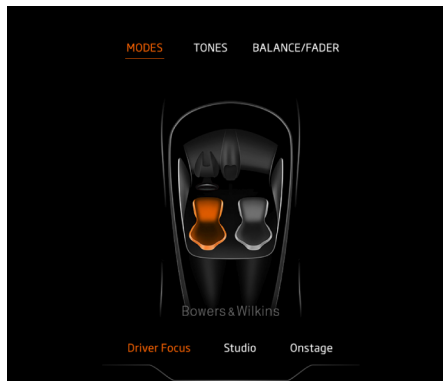 MODES TONES BALANCE/FADER
Bowers & Wilkins
Driver Focus Studio Onstage